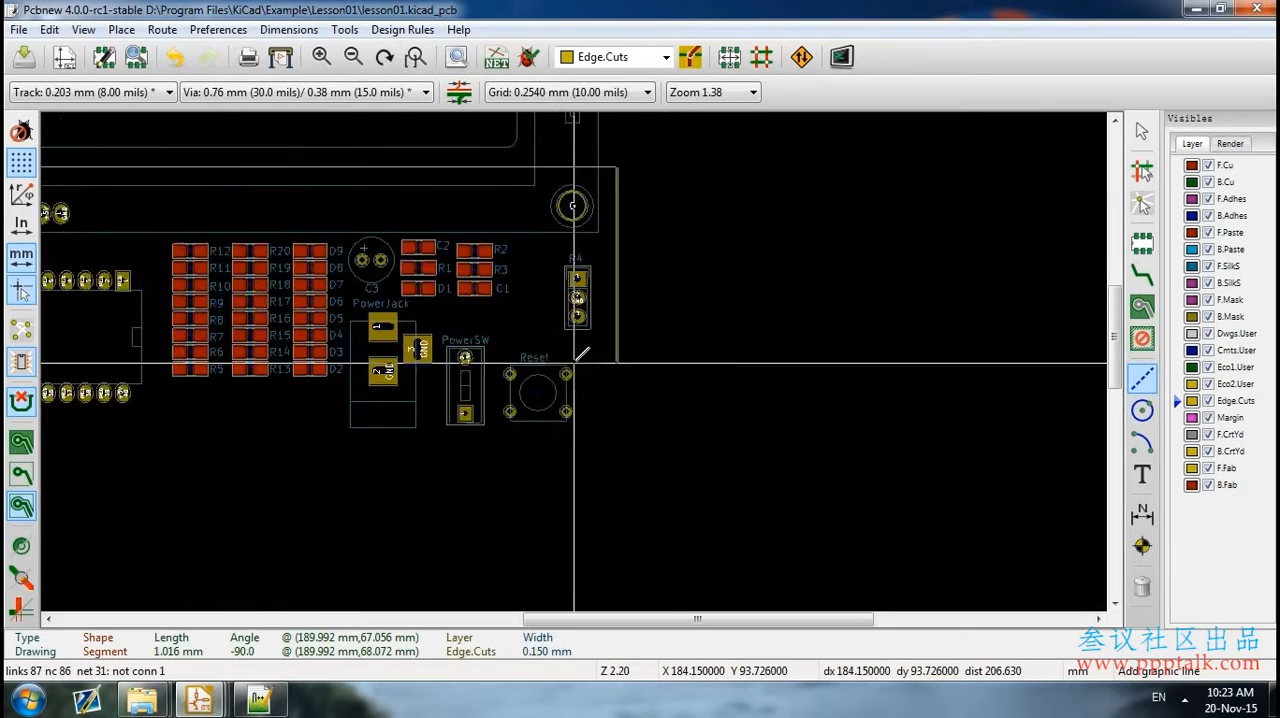 Pcbnew 4.0.0-rc1-stable D:\Program Files\KiCad\Example\Lesson01\lesson01.kicad_pcb
File Edit View Place Route Preferences Dimensions Tools Design Rules Help
NET
Edge.Cuts
Track: 0.203 mm (8.00 mils) *
Via: 0.76 mm (30.0 mils)/ 0.38 mm (15.0 mils) *
Grid: 0.2540 mm (10.00 mils)
Zoom 1.38
In
mm
R12 R20 D9 C2 R2
R11 R19 D8 R1 R3
R10 R18 D7 C3 D1 C1
R9 R17 D6 PowerJack
R8 R16 D5
R7 R15 D4 PowerSW
R6 R14 D3 Reset
R5 R13 D2
R4
1
2 GND
3 GND
Visibles
Layer Render
F.Cu
B.Cu
F.Adhes
B.Adhes
F.Paste
B.Paste
F.SilkS
B.SilkS
F.Mask
B.Mask
Dwgs.User
Cmts.User
Eco1.User
Eco2.User
Edge.Cuts
Margin
F.CrtYd
B.CrtYd
F.Fab
B.Fab
T
N
Type Shape Length Angle @ (189.992 mm,67.056 mm) Layer Width
Drawing Segment 1.016 mm -90.0 @ (189.992 mm,68.072 mm) Edge.Cuts 0.150 mm
叁议社区出品
www.ppptalk.com
links 87 nc 86 net 31: not conn 1
Z 2.20
X 184.150000 Y 93.726000
dx 184.150000 dy 93.726000 dist 206.630
mm
Add graphic line
EN
10:23 AM
20-Nov-15